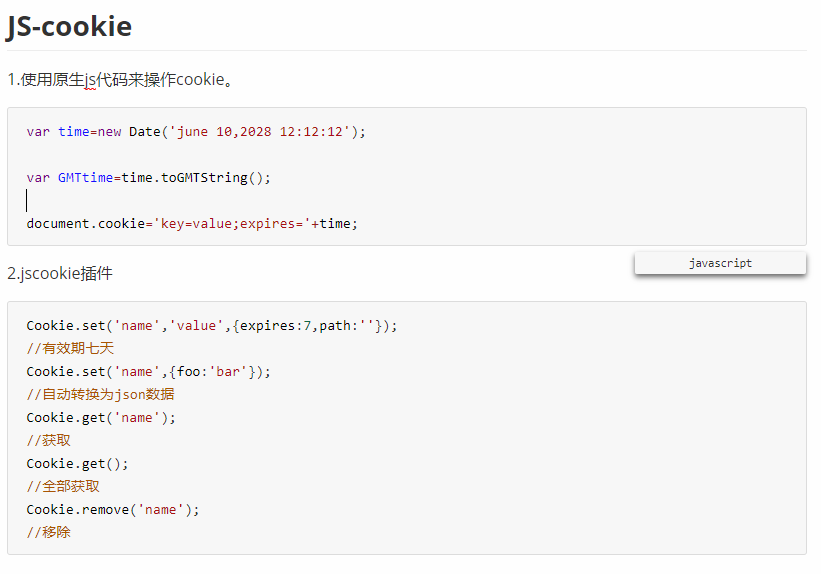 JS-cookie
1.使用原生js代码来操作cookie。
var time=new Date('june 10,2028 12:12:12');
var GMTtime=time.toGMTString();
document.cookie='key=value;expires='+time;
javascript
2.jscookie插件
Cookie.set('name','value',{expires:7,path:''});
//有效期七天
Cookie.set('name',{foo:'bar'});
//自动转换为json数据
Cookie.get('name');
//获取
Cookie.get();
//全部获取
Cookie.remove('name');
//移除